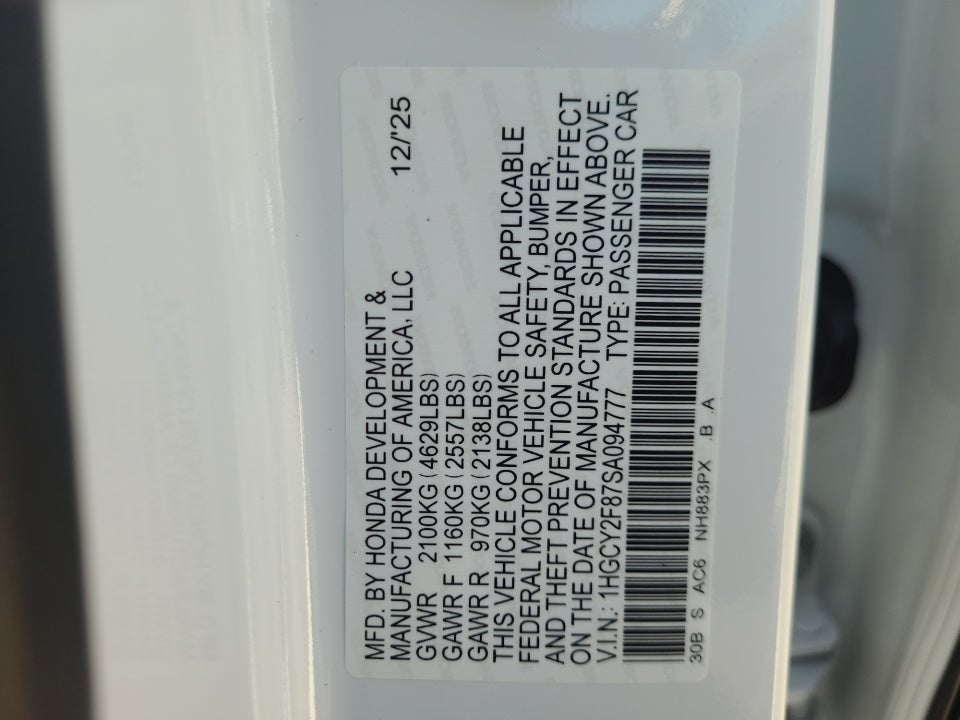 MFD. BY HONDA DEVELOPMENT &
MANUFACTURING OF AMERICA, LLC 12/'25
GVWR 2100KG (4629LBS)
GAWR F 1160KG (2557LBS)
GAWR R 970KG (2138LBS)
THIS VEHICLE CONFORMS TO ALL APPLICABLE
FEDERAL MOTOR VEHICLE SAFETY, BUMPER,
AND THEFT PREVENTION STANDARDS IN EFFECT
ON THE DATE OF MANUFACTURE SHOWN ABOVE.
V.I.N.: 1HGCY2F87SA094777 TYPE: PASSENGER CAR
30B S AC6 NH883PX .B .A